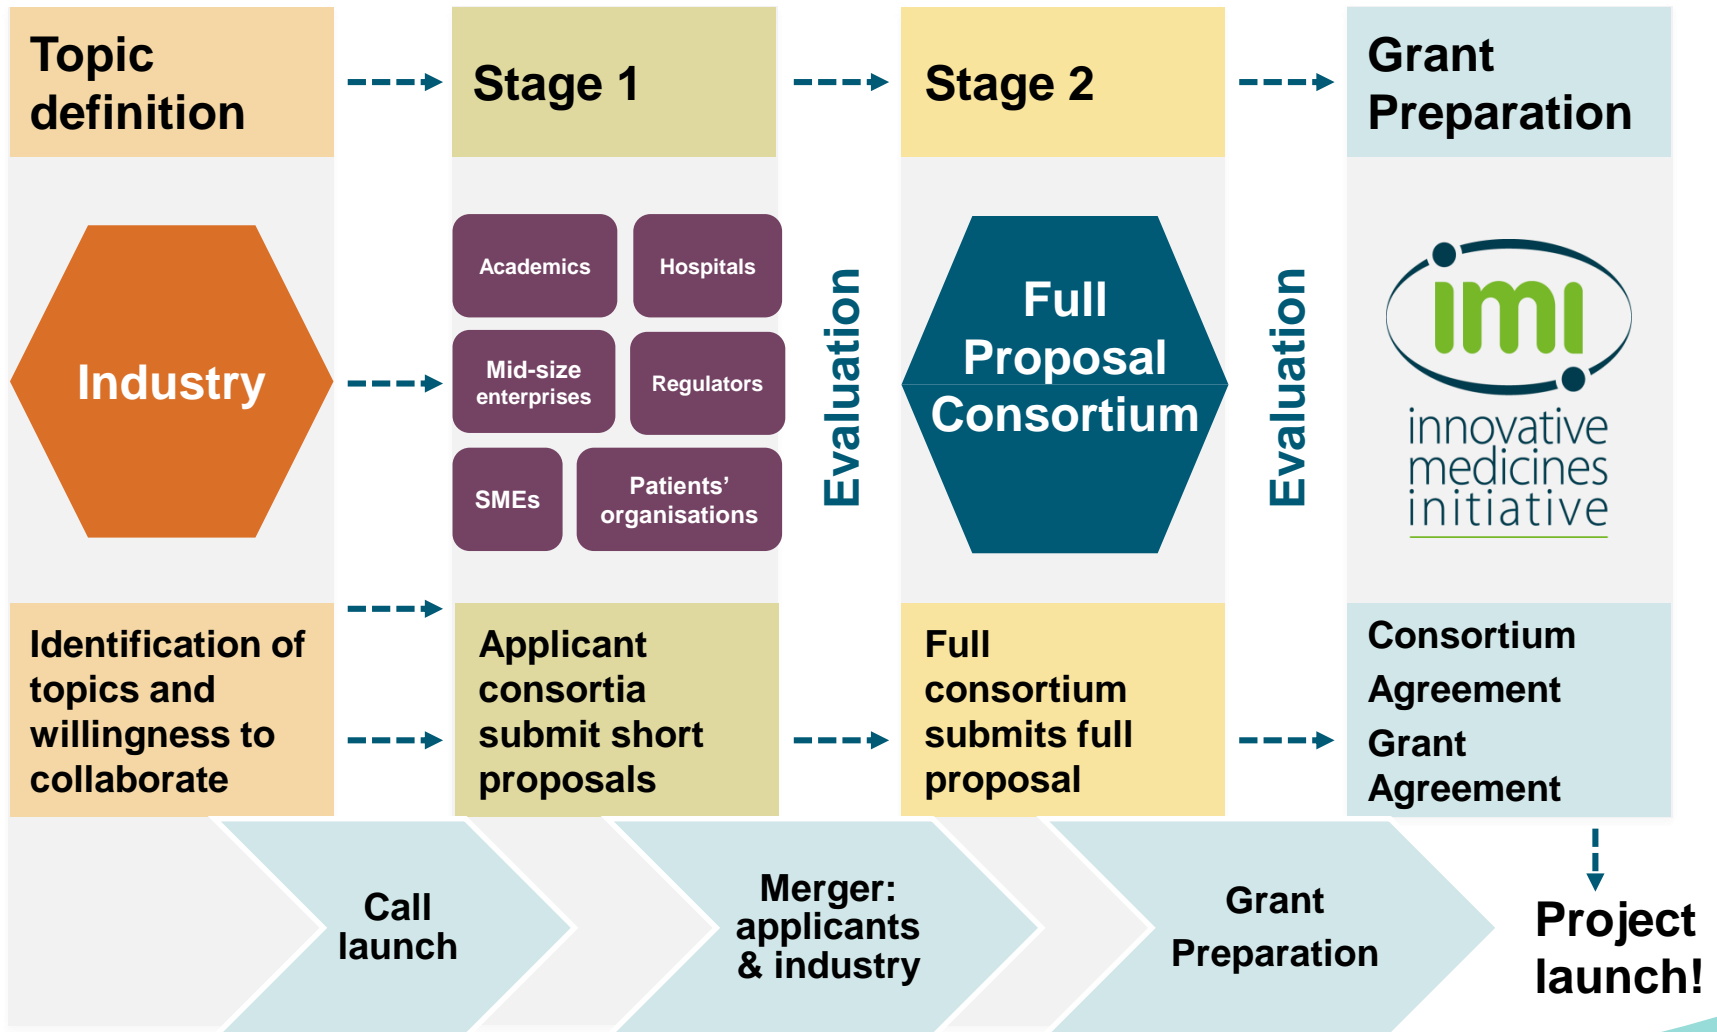 Topic
definition
Stage 1
Stage 2
Grant
Preparation
Industry
Academics
Hospitals
Mid-size
enterprises
Regulators
SMEs
Patients’
organisations
Evaluation
Full
Proposal
Consortium
Evaluation
imi
innovative
medicines
initiative
Identification of
topics and
willingness to
collaborate
Applicant
consortia
submit short
proposals
Full
consortium
submits full
proposal
Consortium
Agreement
Grant
Agreement
Call
launch
Merger:
applicants
& industry
Grant
Preparation
Project
launch!